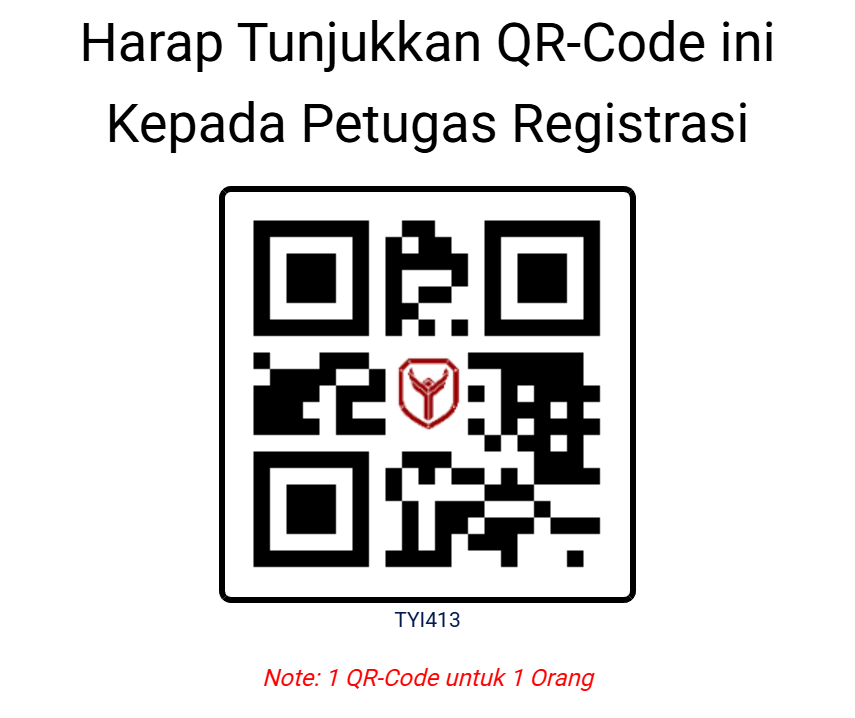 Harap Tunjukkan QR-Code ini
Kepada Petugas Registrasi
TYI413
Note: 1 QR-Code untuk 1 Orang